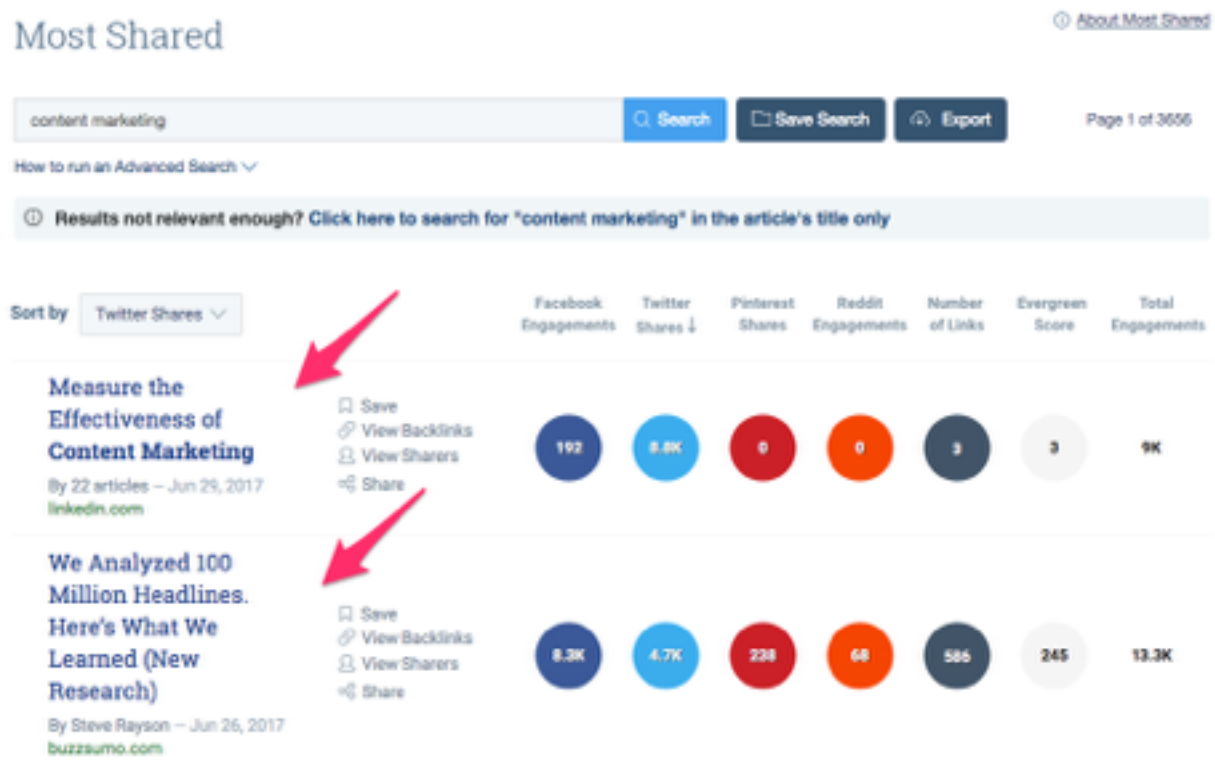 Most Shared
About Most Shared
content marketing
Search
Save Search
Export
Page 1 of 3656
How to run an Advanced Search
Results not relevant enough? Click here to search for "content marketing" in the article's title only
Sort by
Twitter Shares
Facebook
Engagements
Twitter
Shares ↓
Pinterest
Shares
Reddit
Engagements
Number
of Links
Evergreen
Score
Total
Engagements
Measure the
Effectiveness of
Content Marketing
By 22 articles – Jun 29, 2017
linkedin.com
Save
View Backlinks
View Sharers
Share
192
8.8K
0
0
3
3
9K
We Analyzed 100
Million Headlines.
Here's What We
Learned (New
Research)
By Steve Rayson – Jun 26, 2017
buzzsumo.com
Save
View Backlinks
View Sharers
Share
8.3K
4.7K
238
68
586
245
13.3K